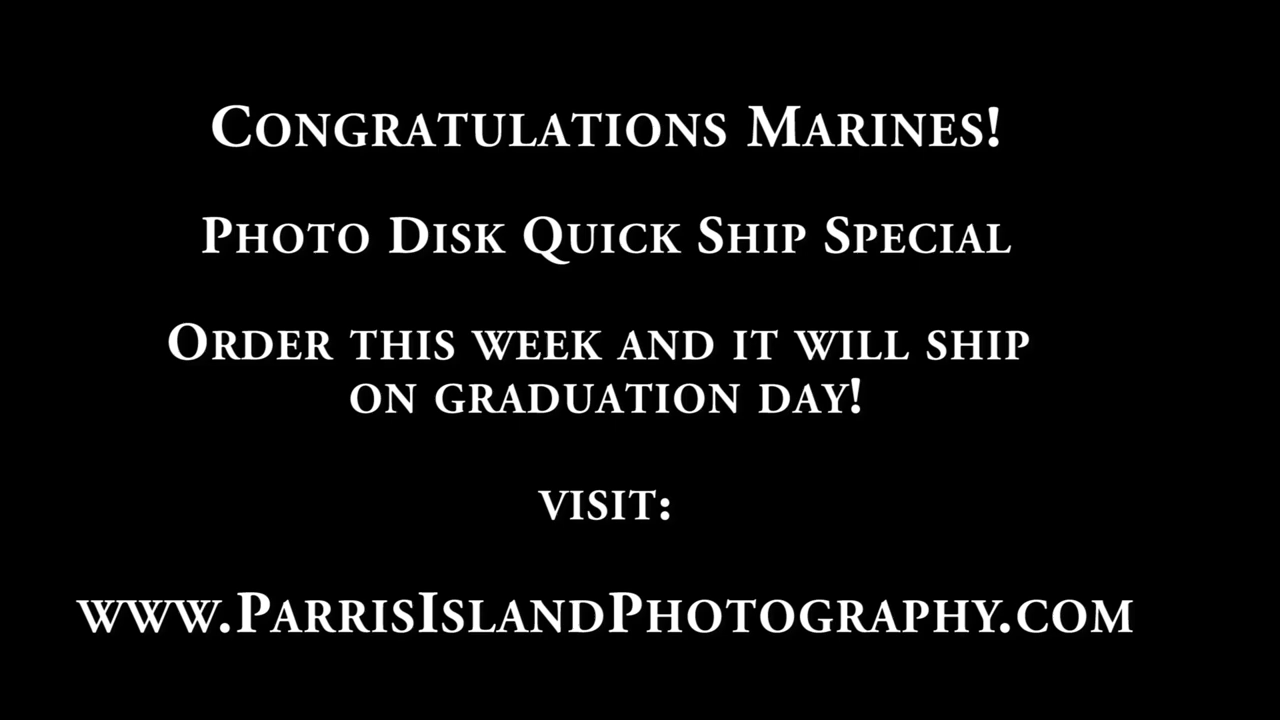 Congratulations Marines!
Photo Disk Quick Ship Special
Order this week and it will ship
on graduation day!
visit:
www.ParrisIslandPhotography.com